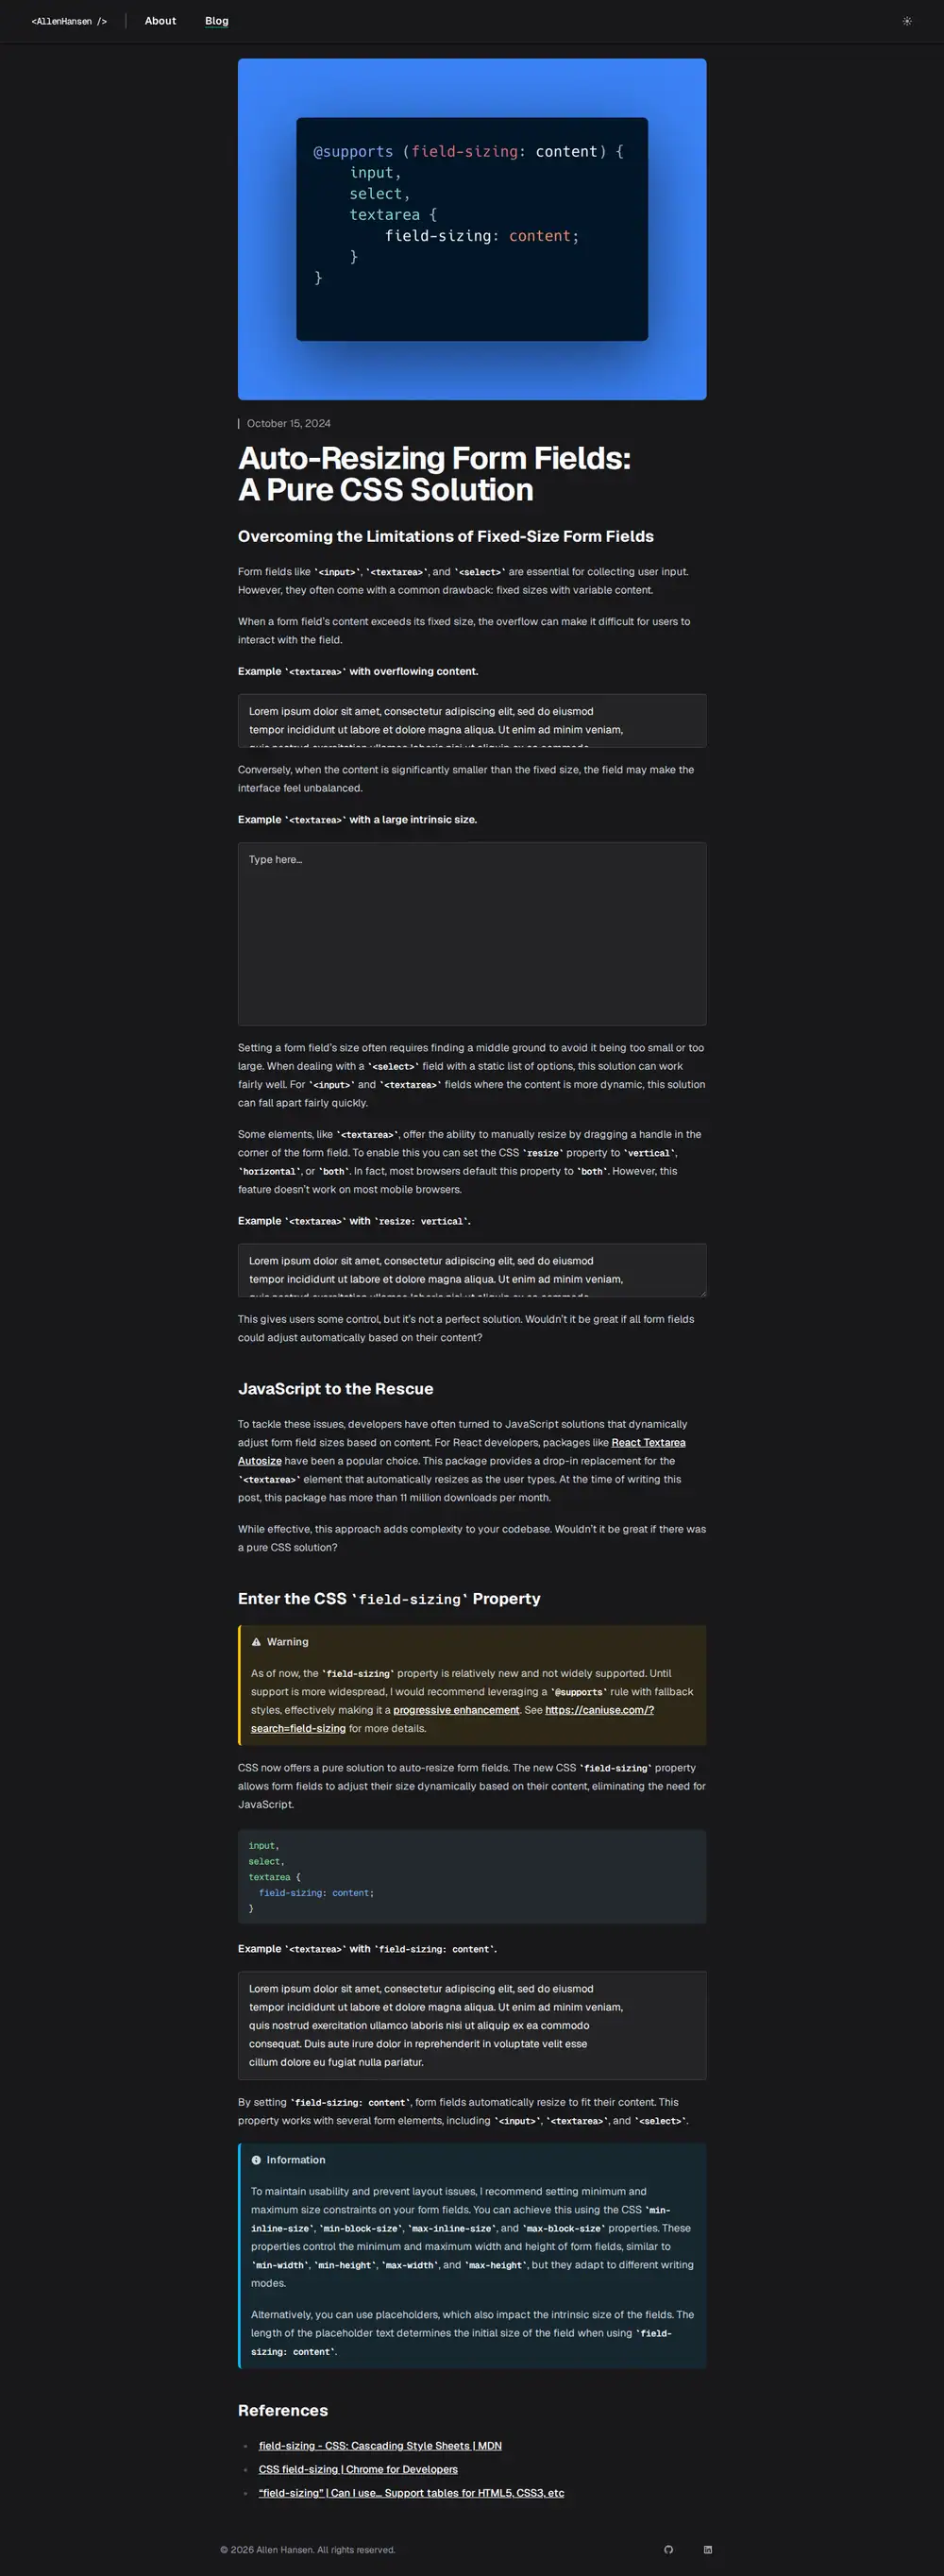 <AllenHansen />
About
Blog
@supports (field-sizing: content) {
    input,
    select,
    textarea {
        field-sizing: content;
    }
}
October 15, 2024
Auto-Resizing Form Fields:
A Pure CSS Solution
Overcoming the Limitations of Fixed-Size Form Fields
Form fields like `<input>`, `<textarea>`, and `<select>` are essential for collecting user input.
However, they often come with a common drawback: fixed sizes with variable content.
When a form field's content exceeds its fixed size, the overflow can make it difficult for users to
interact with the field.
Example `<textarea>` with overflowing content.
Lorem ipsum dolor sit amet, consectetur adipiscing elit, sed do eiusmod
tempor incididunt ut labore et dolore magna aliqua. Ut enim ad minim veniam,
quis nostrud exercitation ullamco laboris nisi ut aliquip ex ea commodo
Conversely, when the content is significantly smaller than the fixed size, the field may make the
interface feel unbalanced.
Example `<textarea>` with a large intrinsic size.
Type here...
Setting a form field's size often requires finding a middle ground to avoid it being too small or too
large. When dealing with a `<select>` field with a static list of options, this solution can work
fairly well. For `<input>` and `<textarea>` fields where the content is more dynamic, this solution
can fall apart fairly quickly.
Some elements, like `<textarea>`, offer the ability to manually resize by dragging a handle in the
corner of the form field. To enable this you can set the CSS `resize` property to `vertical`,
`horizontal`, or `both`. In fact, most browsers default this property to `both`. However, this
feature doesn't work on most mobile browsers.
Example `<textarea>` with `resize: vertical`.
Lorem ipsum dolor sit amet, consectetur adipiscing elit, sed do eiusmod
tempor incididunt ut labore et dolore magna aliqua. Ut enim ad minim veniam,
quis nostrud exercitation ullamco laboris nisi ut aliquip ex ea commodo
This gives users some control, but it's not a perfect solution. Wouldn't it be great if all form fields
could adjust automatically based on their content?
JavaScript to the Rescue
To tackle these issues, developers have often turned to JavaScript solutions that dynamically
adjust form field sizes based on content. For React developers, packages like React Textarea
Autosize have been a popular choice. This package provides a drop-in replacement for the
`<textarea>` element that automatically resizes as the user types. At the time of writing this
post, this package has more than 11 million downloads per month.
While effective, this approach adds complexity to your codebase. Wouldn't it be great if there was
a pure CSS solution?
Enter the CSS `field-sizing` Property
Warning
As of now, the `field-sizing` property is relatively new and not widely supported. Until
support is more widespread, I would recommend leveraging a `@supports` rule with fallback
styles, effectively making it a progressive enhancement. See https://caniuse.com/?
search=field-sizing for more details.
CSS now offers a pure solution to auto-resize form fields. The new CSS `field-sizing` property
allows form fields to adjust their size dynamically based on their content, eliminating the need for
JavaScript.
input,
select,
textarea {
  field-sizing: content;
}
Example `<textarea>` with `field-sizing: content`.
Lorem ipsum dolor sit amet, consectetur adipiscing elit, sed do eiusmod
tempor incididunt ut labore et dolore magna aliqua. Ut enim ad minim veniam,
quis nostrud exercitation ullamco laboris nisi ut aliquip ex ea commodo
consequat. Duis aute irure dolor in reprehenderit in voluptate velit esse
cillum dolore eu fugiat nulla pariatur.
By setting `field-sizing: content`, form fields automatically resize to fit their content. This
property works with several form elements, including `<input>`, `<textarea>`, and `<select>`.
Information
To maintain usability and prevent layout issues, I recommend setting minimum and
maximum size constraints on your form fields. You can achieve this using the CSS `min-
inline-size`, `min-block-size`, `max-inline-size`, and `max-block-size` properties. These
properties control the minimum and maximum width and height of form fields, similar to
`min-width`, `min-height`, `max-width`, and `max-height`, but they adapt to different writing
modes.
Alternatively, you can use placeholders, which also impact the intrinsic size of the fields. The
length of the placeholder text determines the initial size of the field when using `field-
sizing: content`.
References
field-sizing - CSS: Cascading Style Sheets | MDN
CSS field-sizing | Chrome for Developers
"field-sizing" | Can I use... Support tables for HTML5, CSS3, etc
© 2026 Allen Hansen. All rights reserved.